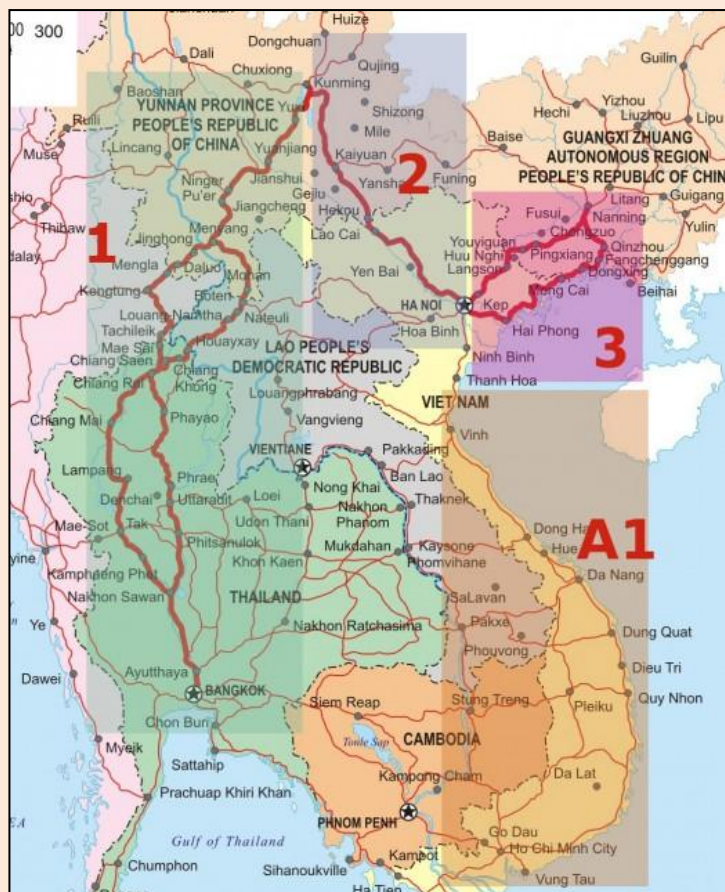 300
Huize
Dongchuan
Dali
Qujing
Guilin
Chuxiong
Kunming
Baoshan
YUNNAN PROVINCE
PEOPLE'S REPUBLIC
OF CHINA
Shizong
Hechi
Yizhou
Liuzhou
Lipu
Ruili
Mile
Muse
Lincang
Yuanjiang
Kaiyuan
Baise
GUANGXI ZHUANG
AUTONOMOUS REGION
PEOPLE'S REPUBLIC OF CHIN
Jianshui
2
Funing
Ninger
Pu'er
Gejiu
Litang
Guigang
Thibaw
Jiangcheng
Hekou
Fusui
Nanning
Yulin
1
Menyang
Lao Cai
Youyiguan
Chongzuo
Jinghong
Huu Nghi
Qinzhou
Mengla
Daluo
Mohan
Yen Bai
Langson
Pingxiang
Fangchenggang
Dongxing
Kengtung
Boten
HA NOI
Kep
Mong Cai
Beihai
Louang-Namtha
Nateuli
Hoa Binh
Hai Phong
3
Tachileik
Mae Sai
Houayxay
LAO PEOPLE'S
DEMOCRATIC REPUBLIC
Ninh Binh
Chiang Saen
Chiang Rai
Chiang
Khong
Thanh Hoa
Louangphrabang
VIET NAM
Chiang Mai
Phayao
Vangvieng
Vinh
Pakkading
VIENTIANE
Lampang
Phrae
Nong Khai
Ban Lao
Denchai
Uttaradit
Loei
Thaknek
Mae-Sot
Tak
Udon Thani
Nakhon
Phanom
Dong Ha
A1
Phitsanulok
Mukdahan
Kaysone
Phomvihane
Hue
Kamphaeng Phet
Khon Kaen
Da Nang
Nakhon Sawan
THAILAND
SaLavan
Ye
Nakhon Ratchasima
Pakxe
Dung Quat
Phouvong
Ayutthaya
Dieu Tri
Dawei
BANGKOK
Siem Reap
Stung Treng
Pleiku
Quy Nhon
Chon Buri
Myeik
Tonle Sap
CAMBODIA
Sattahip
Kampong Cham
Da Lat
Prachuap Khiri Khan
PHNOM PENH
Go Dau
Gulf of Thailand
Ho Chi Minh City
Chumphon
Sihanoukville
Kampot
Vung Tau
Ha Tien